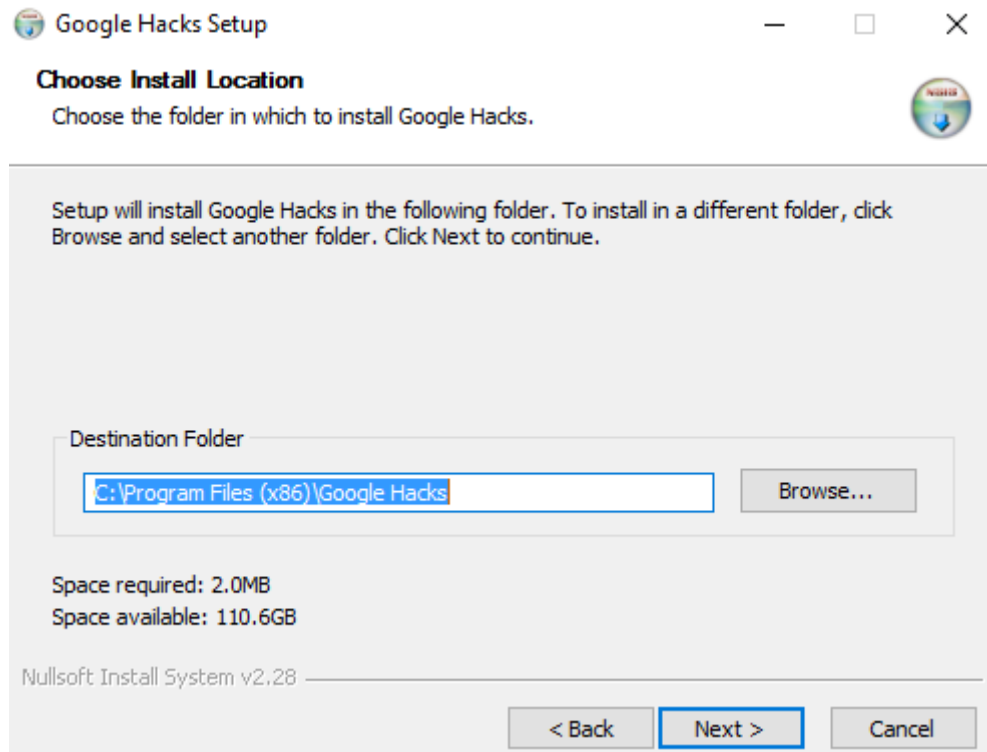 Google Hacks Setup
Choose Install Location
Choose the folder in which to install Google Hacks.
NSIS
Setup will install Google Hacks in the following folder. To install in a different folder, click
Browse and select another folder. Click Next to continue.
Destination Folder
C:\Program Files (x86)\Google Hacks
Browse...
Space required: 2.0MB
Space available: 110.6GB
Nullsoft Install System v2.28
< Back
Next >
Cancel